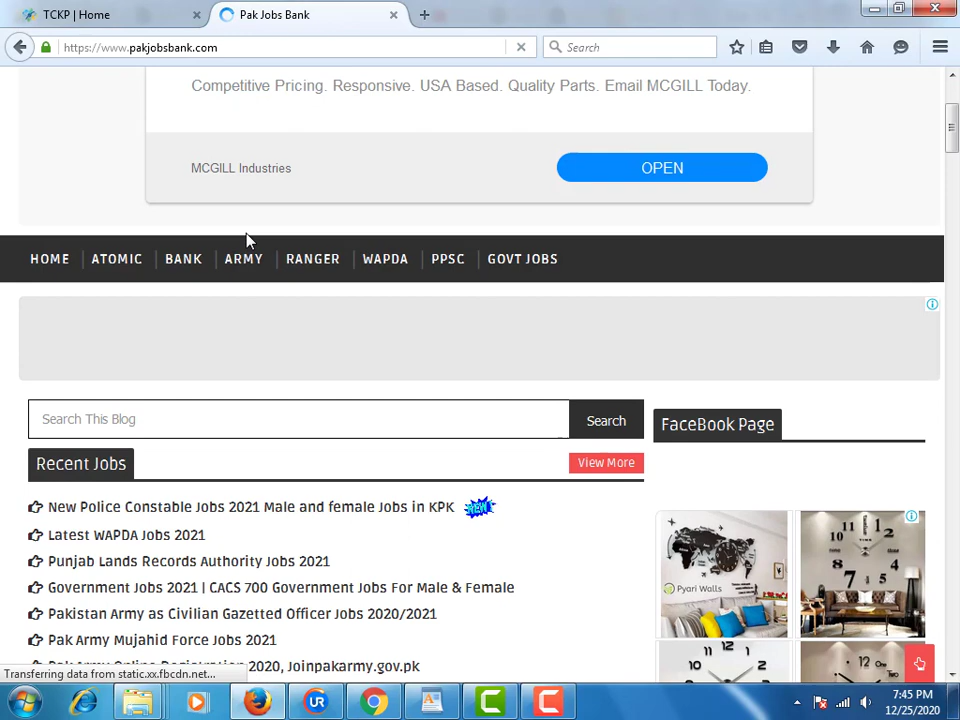 TCKP | Home
Pak Jobs Bank
https://www.pakjobsbank.com
Search
Competitive Pricing. Responsive. USA Based. Quality Parts. Email MCGILL Today.
MCGILL Industries
OPEN
HOME
ATOMIC
BANK
ARMY
RANGER
WAPDA
PPSC
GOVT JOBS
Search This Blog
Search
FaceBook Page
Recent Jobs
View More
New Police Constable Jobs 2021 Male and female Jobs in KPK NEW!
Latest WAPDA Jobs 2021
Punjab Lands Records Authority Jobs 2021
Government Jobs 2021 | CACS 700 Government Jobs For Male & Female
Pakistan Army as Civilian Gazetted Officer Jobs 2020/2021
Pak Army Mujahid Force Jobs 2021
Pak Army Online Registration 2020, Joinpakarmy.gov.pk
Pyari Walls
Transferring data from static.xx.fbcdn.net...
7:45 PM
12/25/2020